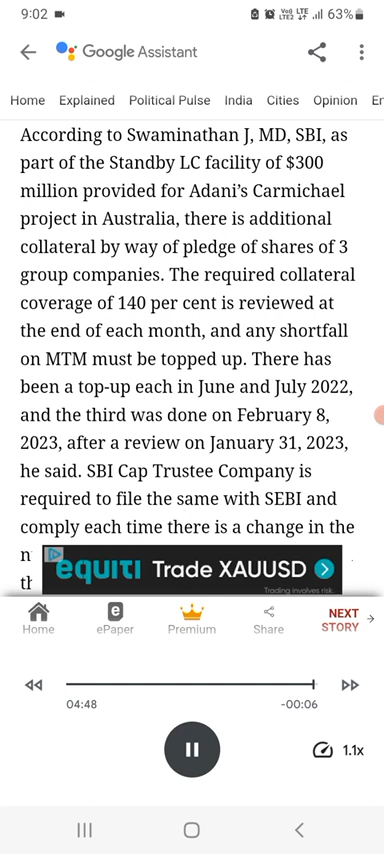 9:02
Vo) LTE
LTE2
63%
Google Assistant
Home Explained Political Pulse India Cities Opinion
According to Swaminathan J, MD, SBI, as
part of the Standby LC facility of $300
million provided for Adani’s Carmichael
project in Australia, there is additional
collateral by way of pledge of shares of 3
group companies. The required collateral
coverage of 140 per cent is reviewed at
the end of each month, and any shortfall
on MTM must be topped up. There has
been a top-up each in June and July 2022,
and the third was done on February 8,
2023, after a review on January 31, 2023,
he said. SBI Cap Trustee Company is
required to file the same with SEBI and
comply each time there is a change in the
equiti Trade XAUUSD
Trading involves risk.
Home ePaper Premium Share NEXT STORY
04:48 -00:06
1.1x